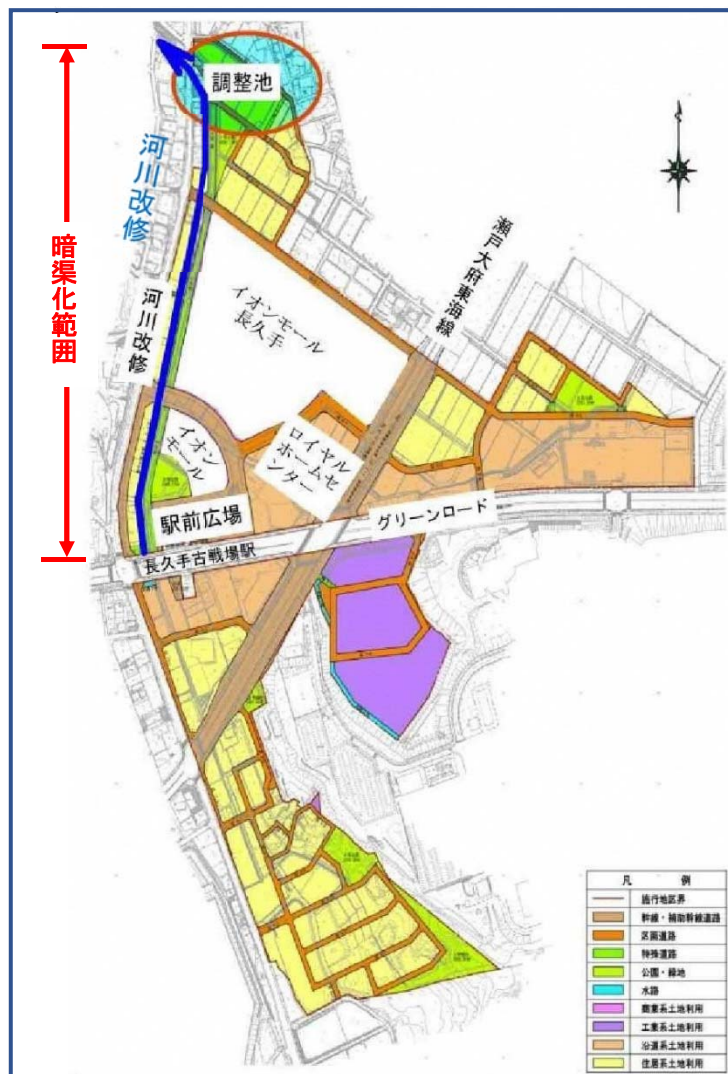 調整池
河川改修
暗渠化範囲
河川改修
瀬戸大府東海線
イオンモール
長久手
イオン
モール
ロイヤル
ホームセ
ンター
駅前広場
グリーンロード
長久手古戦場駅
凡例
施行地区界
幹線・補助幹線道路
区画道路
特殊道路
公園・緑地
水路
商業系土地利用
工業系土地利用
沿道系土地利用
住居系土地利用